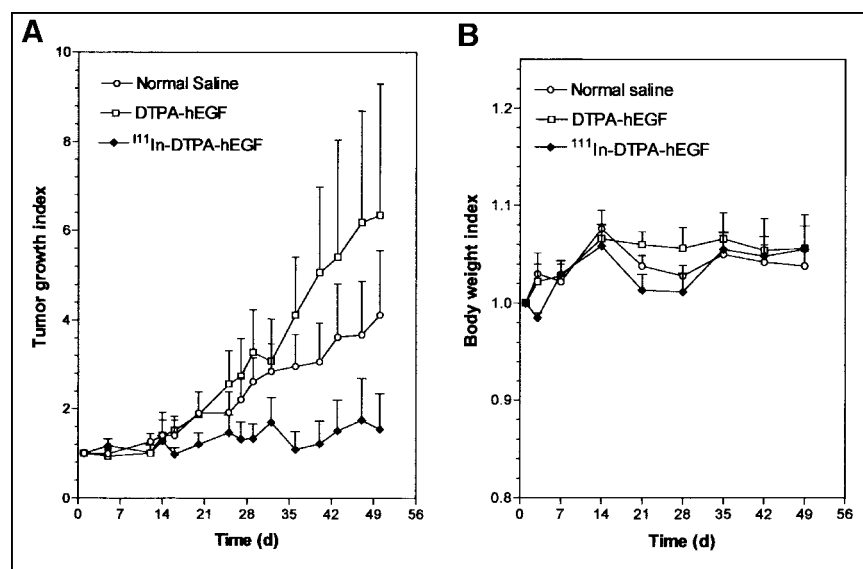 A
Tumor growth index
10
8
6
4
2
0
Normal Saline
DTPA-hEGF
¹¹¹In-DTPA-hEGF
0 7 14 21 28 35 42 49 56
Time (d)
B
Body weight index
1.2
1.1
1.0
0.9
0.8
Normal saline
DTPA-hEGF
¹¹¹In-DTPA-hEGF
0 7 14 21 28 35 42 49 56
Time (d)